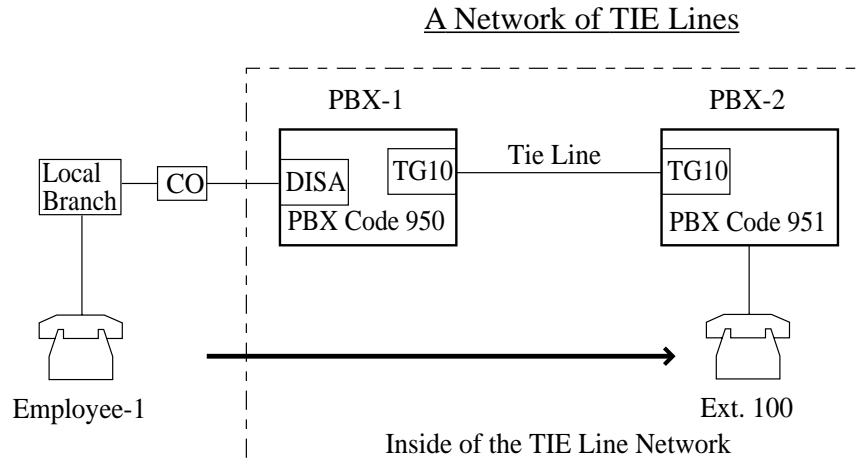 A Network of TIE Lines
PBX-1
PBX-2
Local
Branch
CO
DISA
TG10
Tie Line
TG10
PBX Code 950
PBX Code 951
Employee-1
Ext. 100
Inside of the TIE Line Network